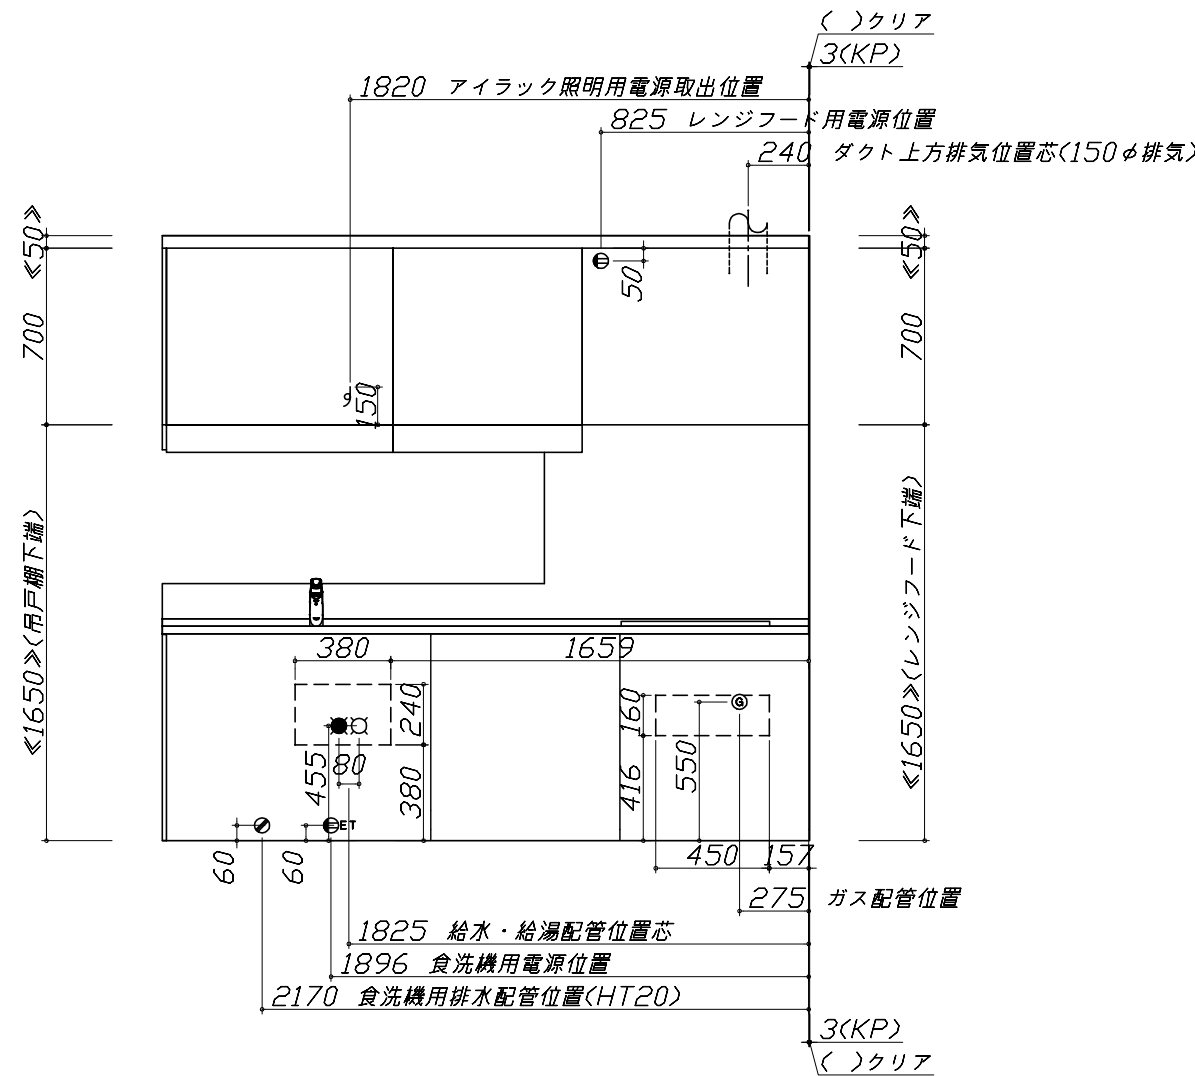 (  )クリア
3(KP)
1820 アイラック照明用電源取出位置
825 レンジフード用電源位置
240 ダクト上方排気位置芯(150φ排気)
≪50≫
≪50≫
50
700
700
150
≪1650≫(吊戸棚下端)
≪1650≫(レンジフード下端)
380
1659
240
160
G
455
80
380
416
550
ET
60
60
450
157
275 ガス配管位置
1825 給水・給湯配管位置芯
1896 食洗機用電源位置
2170 食洗機用排水配管位置(HT20)
3(KP)
(  )クリア